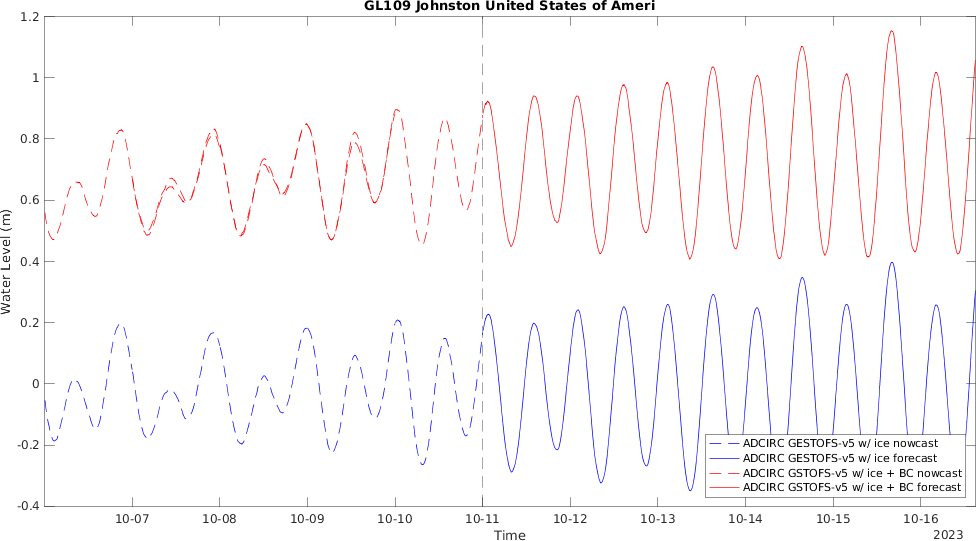 GL109 Johnston United States of Ameri
1.2
1
0.8
0.6
0.4
0.2
0
-0.2
-0.4
Water Level (m)
ADCIRC GESTOFS-v5 w/ ice nowcast
ADCIRC GESTOFS-v5 w/ ice forecast
ADCIRC GSTOFS-v5 w/ ice + BC nowcast
ADCIRC GSTOFS-v5 w/ ice + BC forecast
10-07 10-08 10-09 10-10 10-11 10-12 10-13 10-14 10-15 10-16
Time
2023